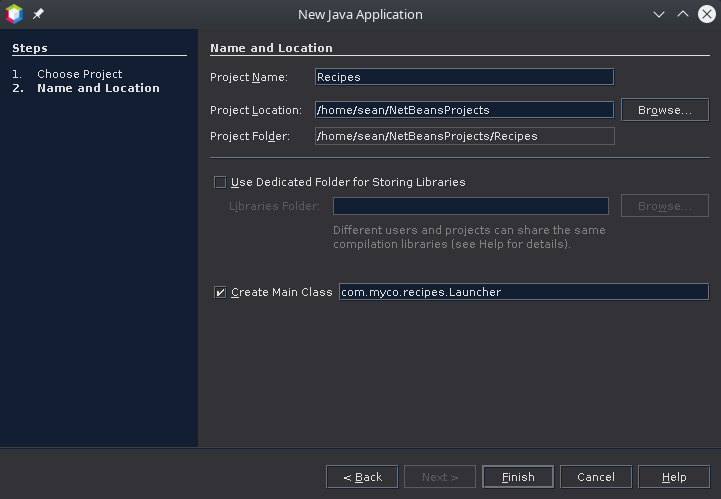 New Java Application
Steps
1. Choose Project
2. Name and Location
Name and Location
Project Name: Recipes
Project Location: /home/sean/NetBeansProjects Browse...
Project Folder: /home/sean/NetBeansProjects/Recipes
Use Dedicated Folder for Storing Libraries
Libraries Folder: Browse...
Different users and projects can share the same
compilation libraries (see Help for details).
Create Main Class com.myco.recipes.Launcher
< Back Next > Finish Cancel Help